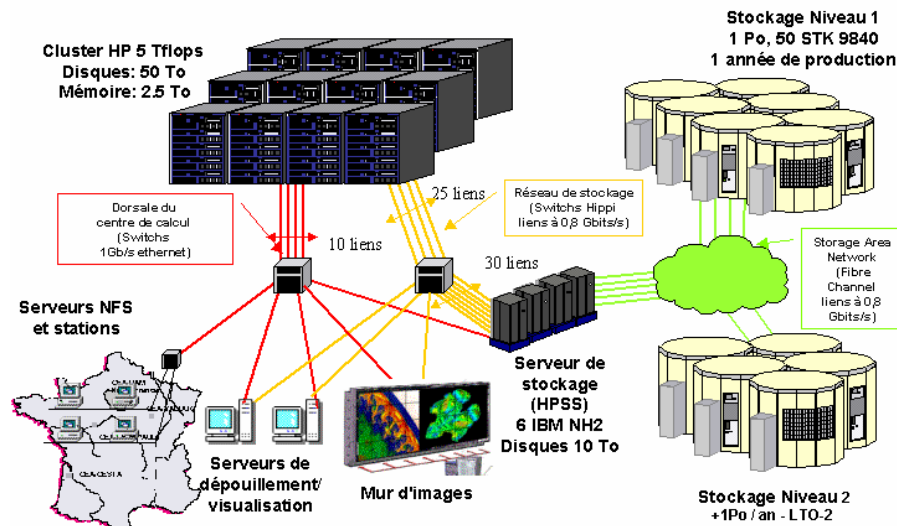 Cluster HP 5 Tflops
Disques: 50 To
Mémoire: 2.5 To
Stockage Niveau 1
1 Po, 50 STK 9840
1 année de production
Dorsale du
centre de calcul
(Switchs
1Gb/s ethernet)
10 liens
25 liens
Réseau de stockage
(Switchs Hippi
liens à 0,8 Gbits/s)
30 liens
Storage Area
Network
(Fibre
Channel
liens à 0,8
Gbits/s)
Serveurs NFS
et stations
CEA-CESTA
Serveurs de
dépouillement/
visualisation
Mur d'images
Serveur de
stockage
(HPSS)
6 IBM NH2
Disques 10 To
Stockage Niveau 2
+1Po / an - LTO-2